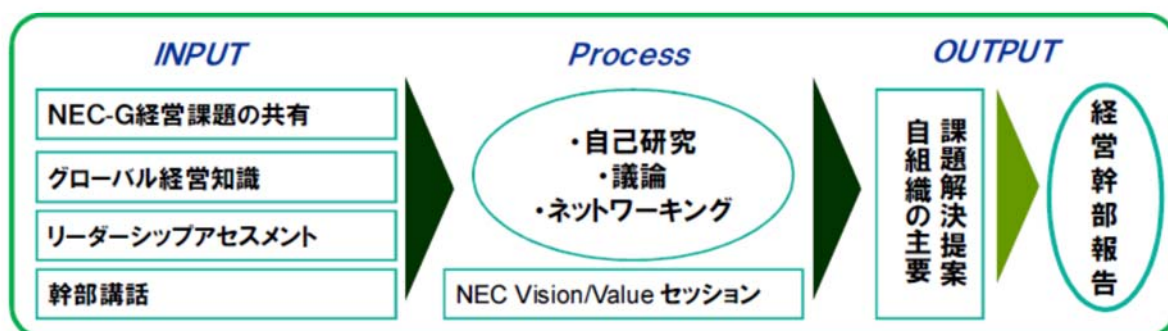 INPUT
NEC-G経営課題の共有
グローバル経営知識
リーダーシップアセスメント
幹部講話
Process
・自己研究
・議論
・ネットワーキング
NEC Vision/Value セッション
OUTPUT
自組織の主要
課題解決提案
経営幹部報告